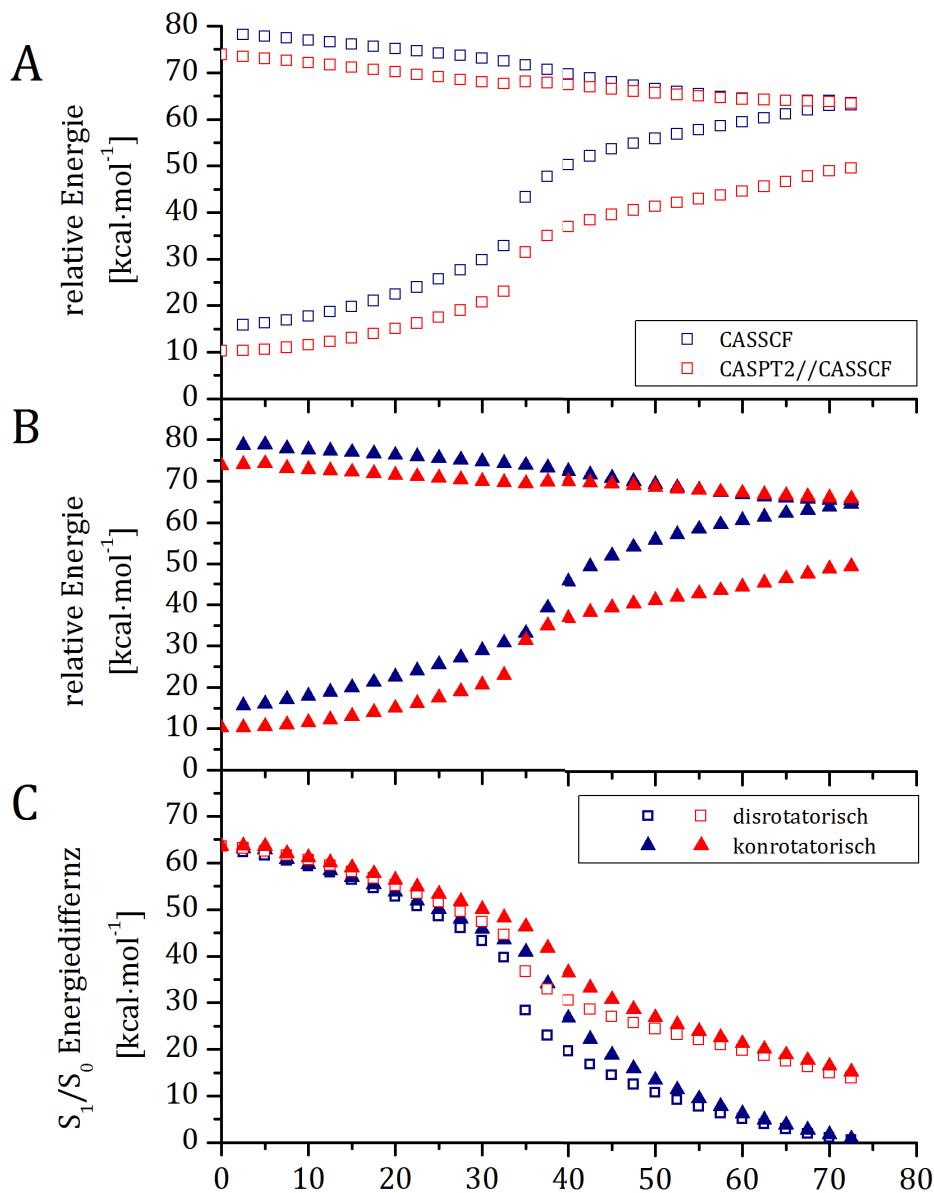 A
relative Energie
[kcal·mol⁻¹]
80
70
60
50
40
30
20
10
0
CASSCF
CASPT2//CASSCF
B
relative Energie
[kcal·mol⁻¹]
80
70
60
50
40
30
20
10
0
C
S₁/S₀ Energiediffernz
[kcal·mol⁻¹]
70
60
50
40
30
20
10
0
disrotatorisch
konrotatorisch
0 10 20 30 40 50 60 70 80